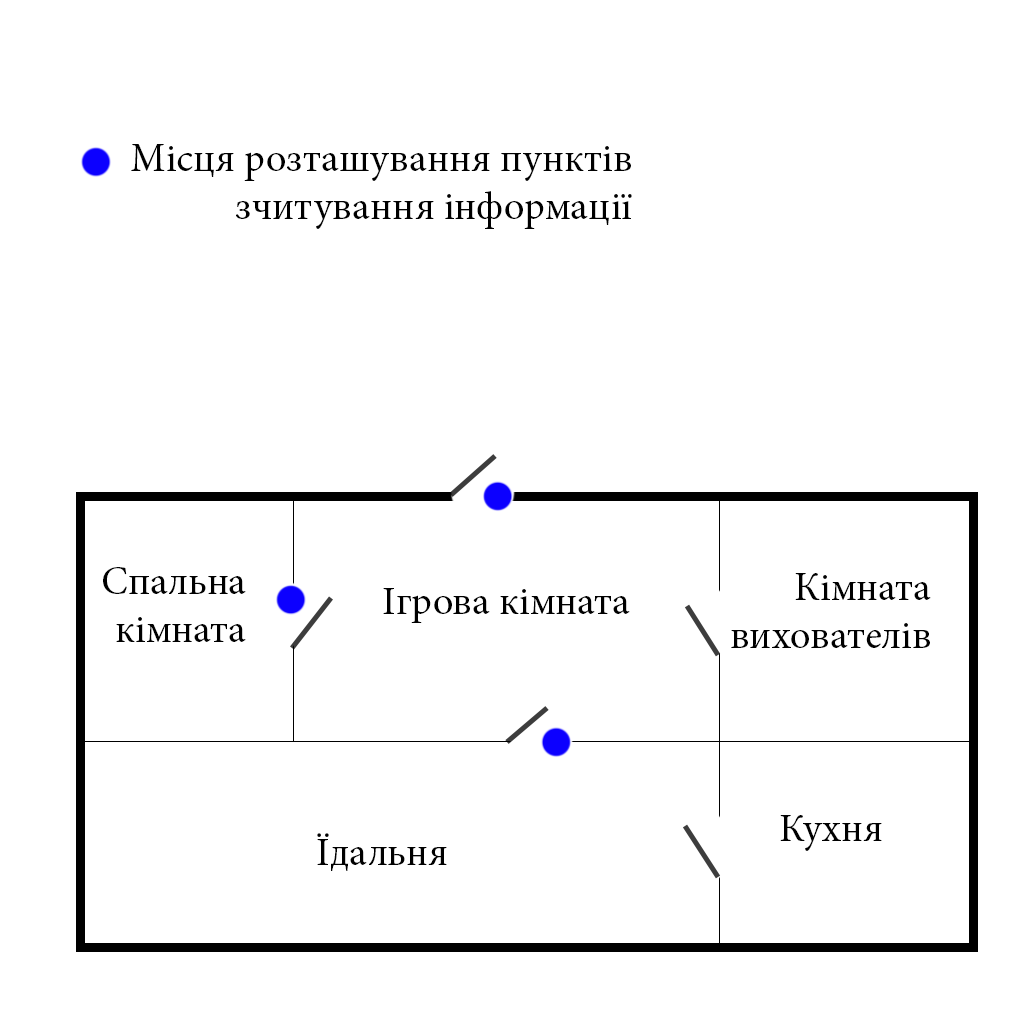 Місця розташування пунктів
зчитування інформації
Спальна
кімната
Ігрова кімната
Кімната
вихователів
Їдальня
Кухня